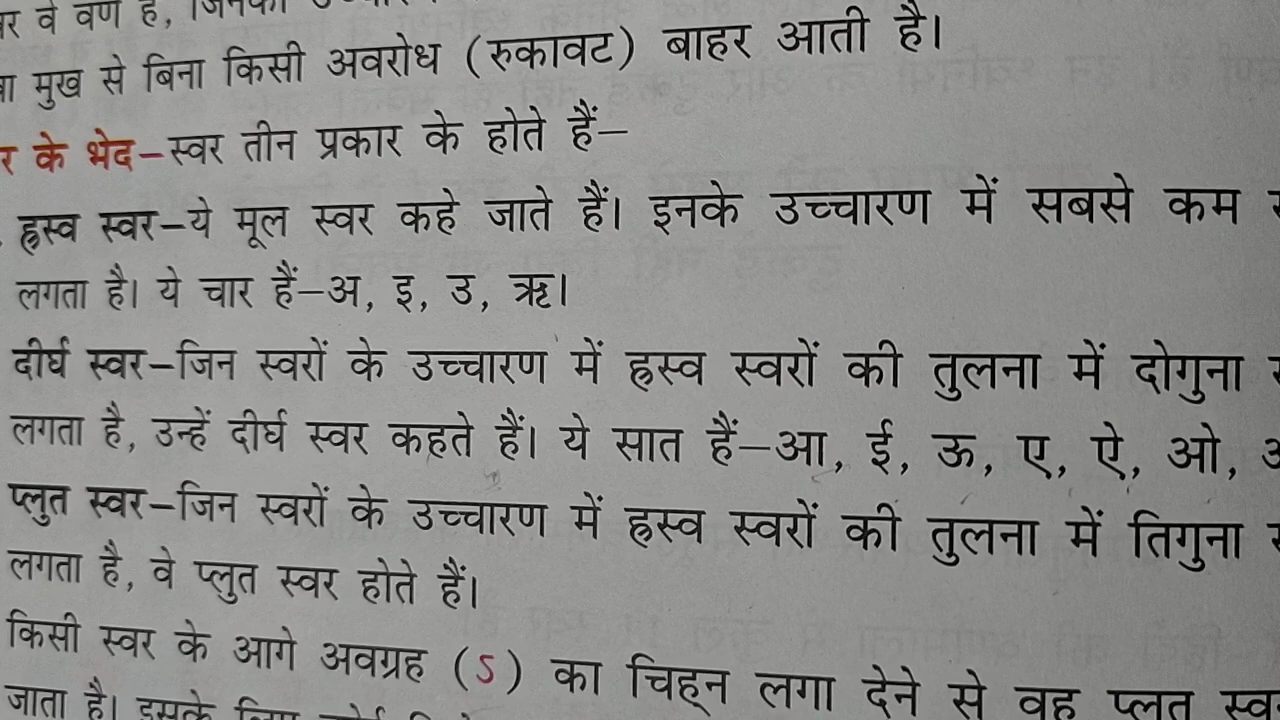 वे वर्ण हैं, जिनका
मुख से बिना किसी अवरोध (रुकावट) बाहर आती है।
के भेद–स्वर तीन प्रकार के होते हैं–
ह्रस्व स्वर–ये मूल स्वर कहे जाते हैं। इनके उच्चारण में सबसे कम
लगता है। ये चार हैं–अ, इ, उ, ऋ।
दीर्घ स्वर–जिन स्वरों के उच्चारण में ह्रस्व स्वरों की तुलना में दोगुना
लगता है, उन्हें दीर्घ स्वर कहते हैं। ये सात हैं–आ, ई, ऊ, ए, ऐ, ओ,
प्लुत स्वर–जिन स्वरों के उच्चारण में ह्रस्व स्वरों की तुलना में तिगुना
लगता है, वे प्लुत स्वर होते हैं।
किसी स्वर के आगे अवग्रह (ऽ) का चिह्न लगा देने से वह प्लुत
जाता है। इसके लिए